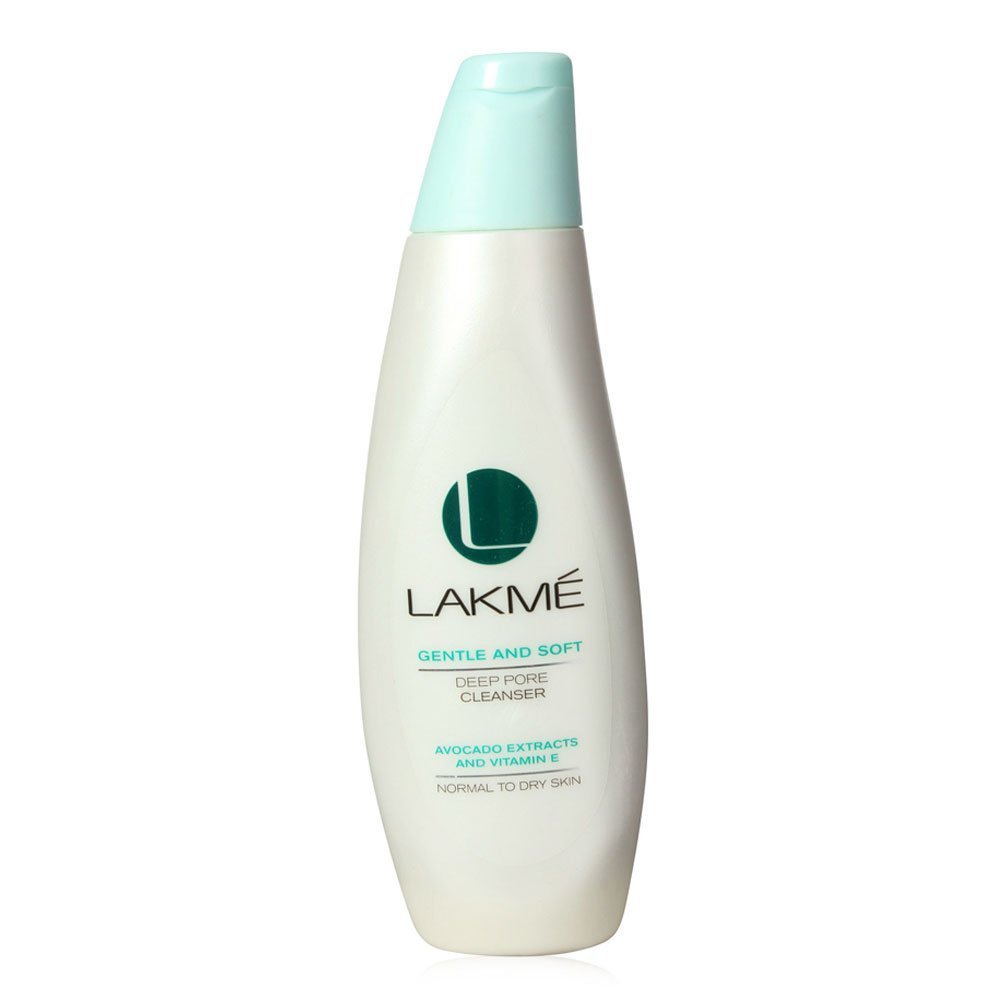 L
LAKMÉ
GENTLE AND SOFT
DEEP PORE
CLEANSER
AVOCADO EXTRACTS
AND VITAMIN E
NORMAL TO DRY SKIN